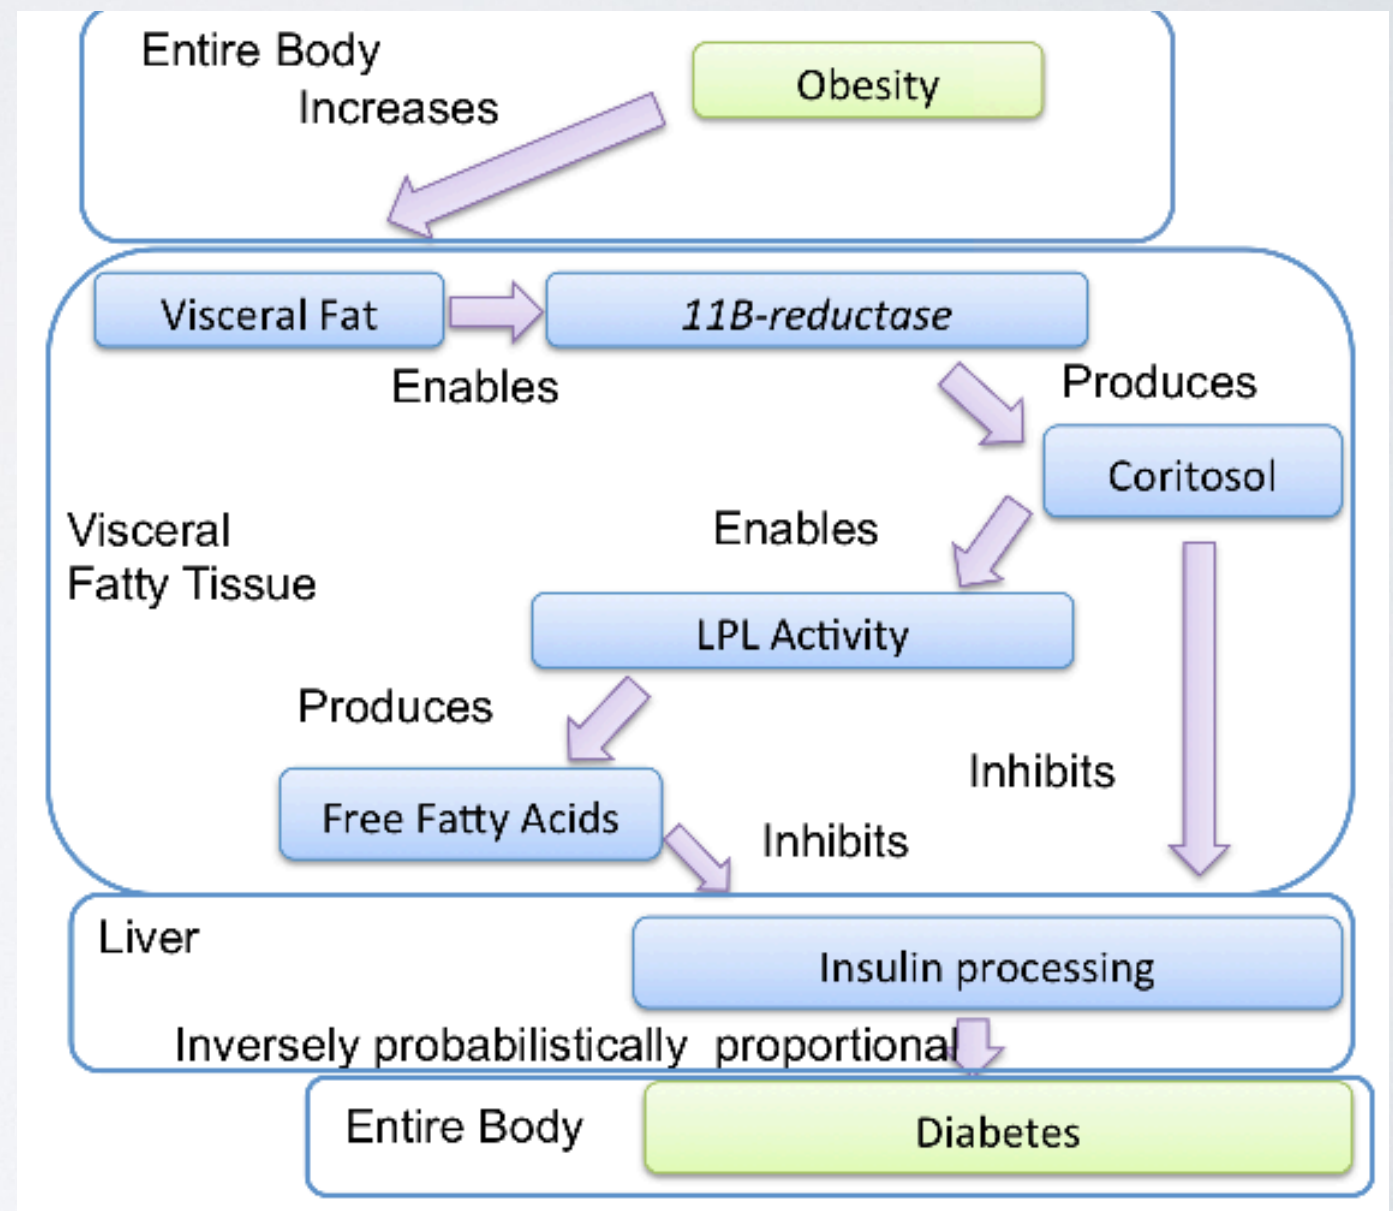 Entire Body
Increases
Obesity
Visceral Fat
11B-reductase
Enables
Produces
Coritosol
Enables
Visceral
Fatty Tissue
LPL Activity
Produces
Inhibits
Free Fatty Acids
Inhibits
Liver
Insulin processing
Inversely probabilistically proportional
Entire Body
Diabetes